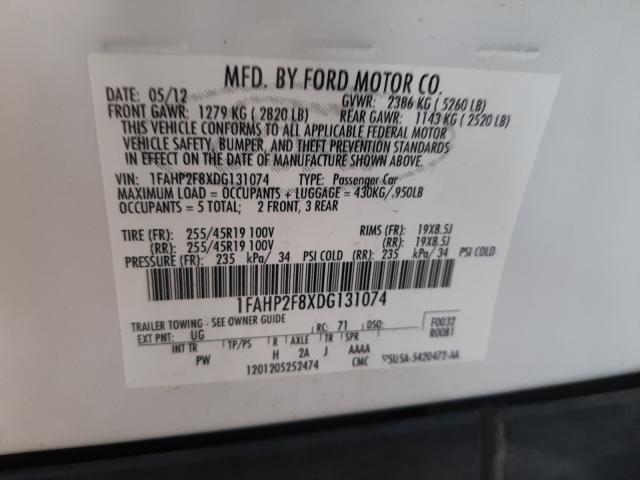 MFD. BY FORD MOTOR CO.
DATE: 05/12 GVWR: 2386 KG ( 5260 LB)
FRONT GAWR: 1279 KG ( 2820 LB) REAR GAWR: 1143 KG ( 2520 LB)
THIS VEHICLE CONFORMS TO ALL APPLICABLE FEDERAL MOTOR
VEHICLE SAFETY, BUMPER, AND THEFT PREVENTION STANDARDS
IN EFFECT ON THE DATE OF MANUFACTURE SHOWN ABOVE.
VIN: 1FAHP2F8XDG131074 TYPE: Passenger Car
MAXIMUM LOAD = OCCUPANTS + LUGGAGE = 430KG/.950LB
OCCUPANTS = 5 TOTAL; 2 FRONT, 3 REAR
TIRE (FR): 255/45R19 100V RIMS (FR): 19X8.5J
(RR): 255/45R19 100V (RR): 19X8.5J
PRESSURE (FR): 235 kPa/ 34 PSI COLD (RR): 235 kPa/ 34 PSI COLD
1FAHP2F8XDG131074
TRAILER TOWING - SEE OWNER GUIDE
EXT PNT: UG RC: 71 DSO: F0032
R0081
INT TR TP/PS R AXLE TR SPR
PW H 2A J AAAA
1201205252474 CMC 5U5A-5420472-AA